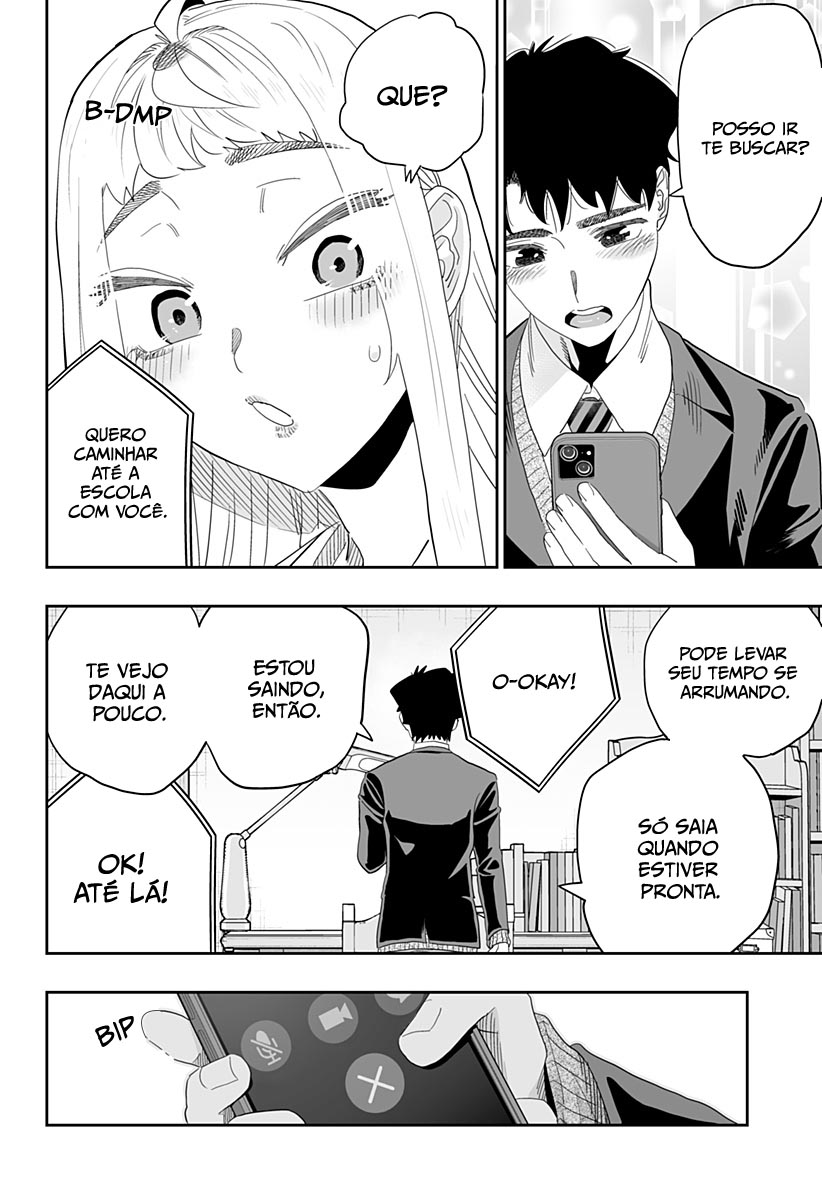 POSSO IR
TE BUSCAR?
QUE?
B-DMP
QUERO
CAMINHAR
ATÉ A
ESCOLA
COM VOCÊ.
PODE LEVAR
SEU TEMPO SE
ARRUMANDO.
SÓ SAIA
QUANDO
ESTIVER
PRONTA.
O-OKAY!
ESTOU
SAINDO,
ENTÃO.
TE VEJO
DAQUI A
POUCO.
OK!
ATÉ LÁ!
BIP